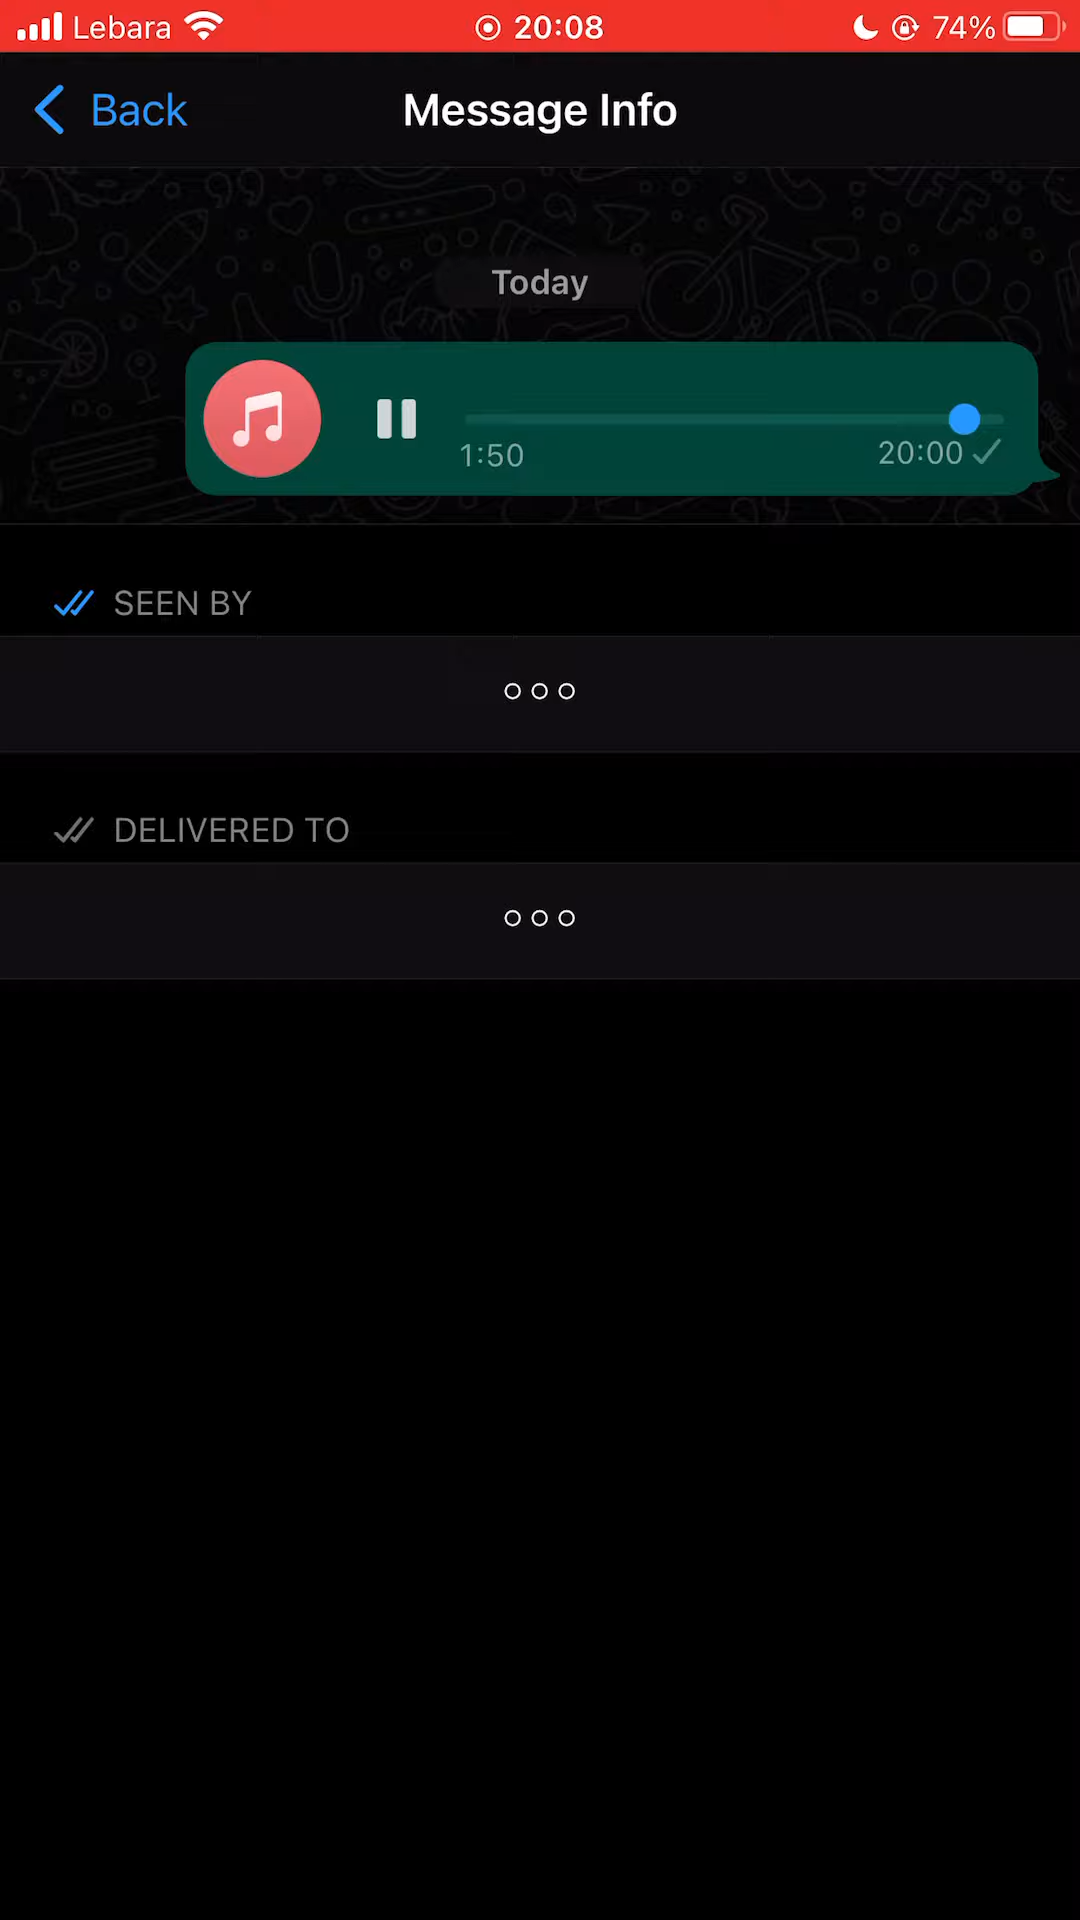 Lebara 20:08 74%
Back Message Info
Today
1:50 20:00
SEEN BY
DELIVERED TO